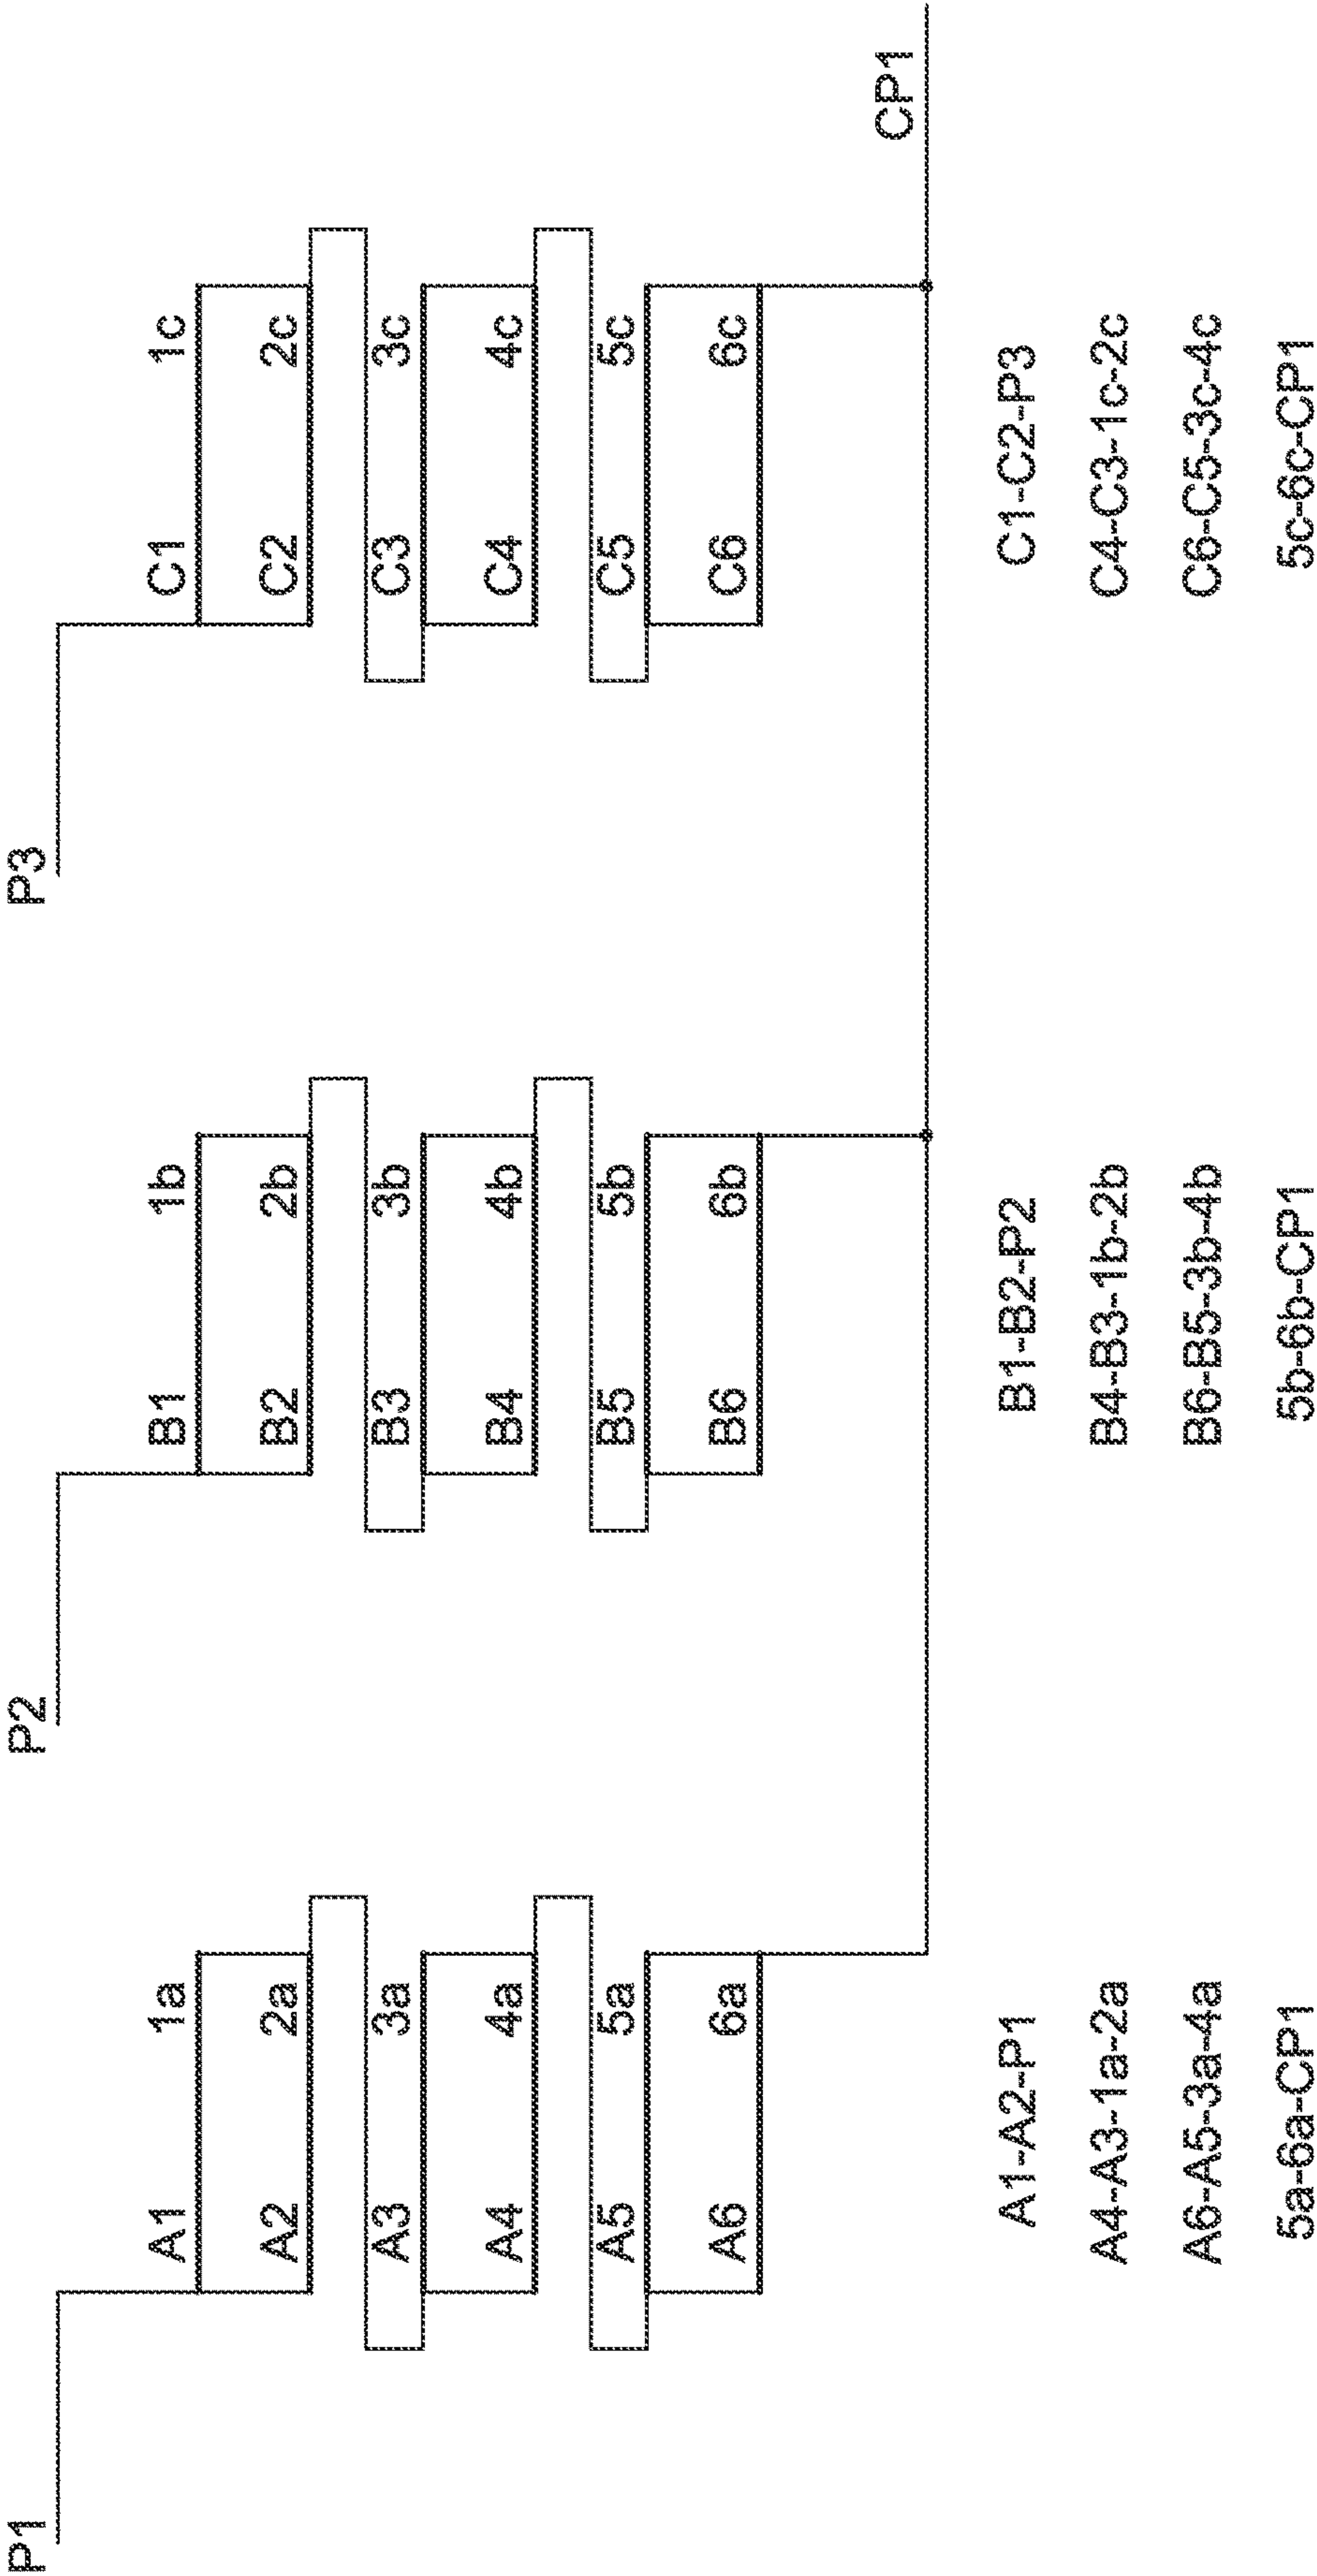 P1 P2 P3
A1 1a B1 1b C1 1c
A2 2a B2 2b C2 2c
A3 3a B3 3b C3 3c
A4 4a B4 4b C4 4c
A5 5a B5 5b C5 5c
A6 6a B6 6b C6 6c
CP1
A1-A2-P1 B1-B2-P2 C1-C2-P3
A4-A3-1a-2a B4-B3-1b-2b C4-C3-1c-2c
A6-A5-3a-4a B6-B5-3b-4b C6-C5-3c-4c
5a-6a-CP1 5b-6b-CP1 5c-6c-CP1